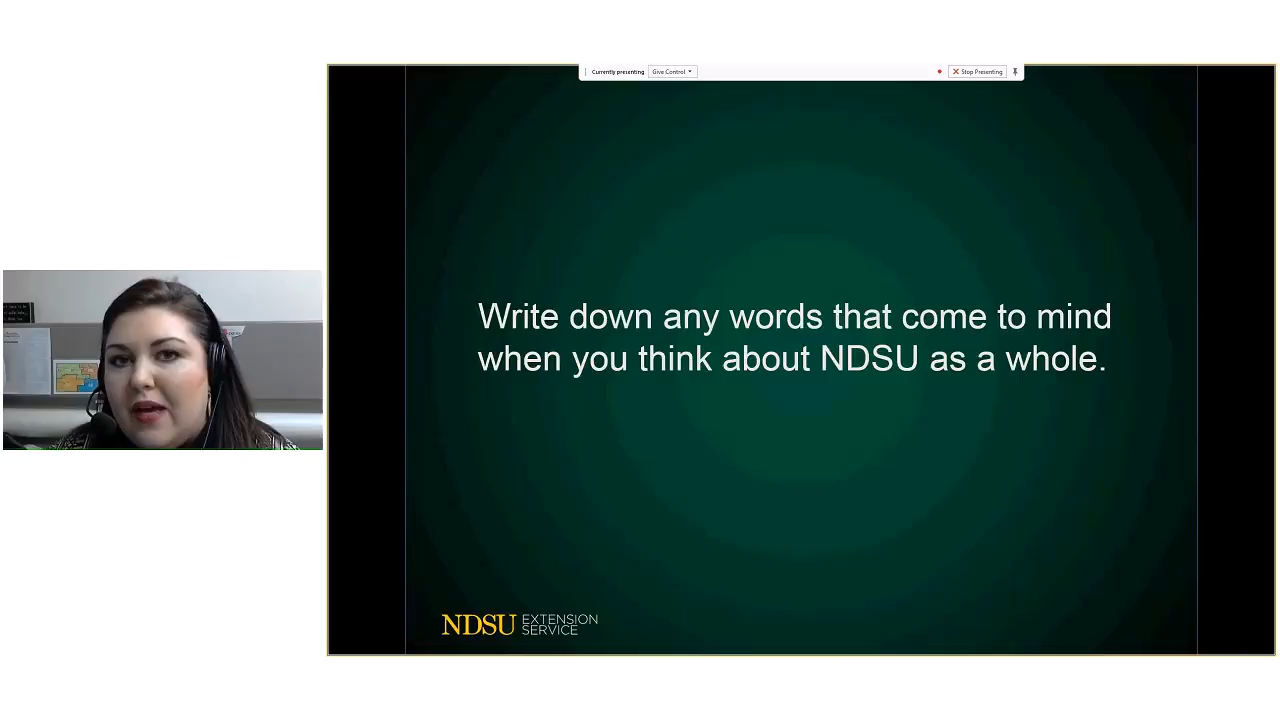 Currently presenting Give Control Stop Presenting
Write down any words that come to mind
when you think about NDSU as a whole.
NDSU EXTENSION
SERVICE